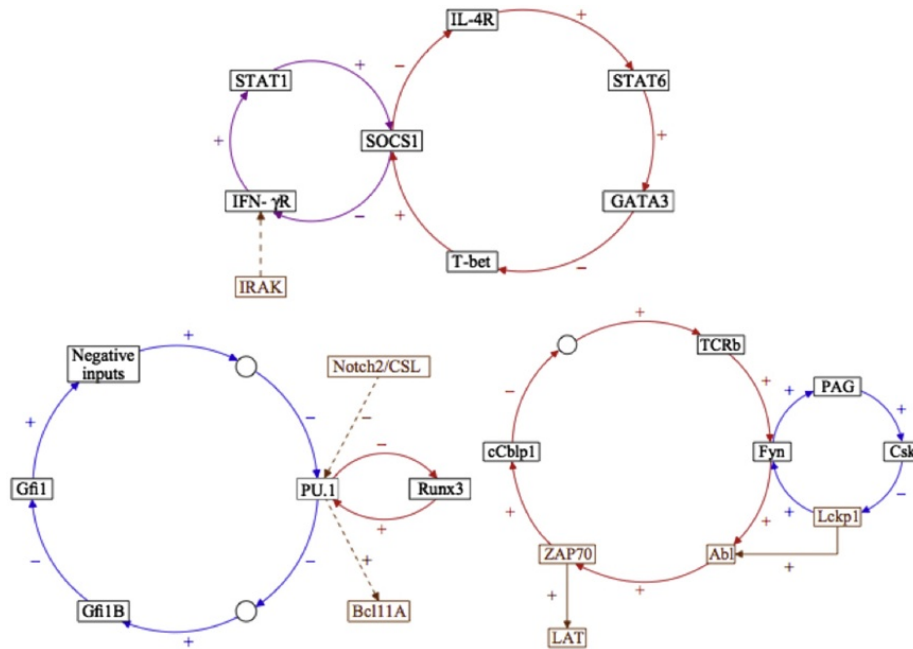 IL-4R
+
STAT1
+
−
STAT6
+
+
SOCS1
IFN- γR
−
+
GATA3
T-bet
−
IRAK
+
Negative
inputs
Notch2/CSL
+
TCRb
−
−
+
PAG
+
+
−
−
cCblp1
Fyn
+
Csk
Gfi1
PU.1
Runx3
+
+
+
+
−
Lckp1
−
−
+
ZAP70
Abl
+
Gfi1B
Bcl11A
+
+
+
LAT